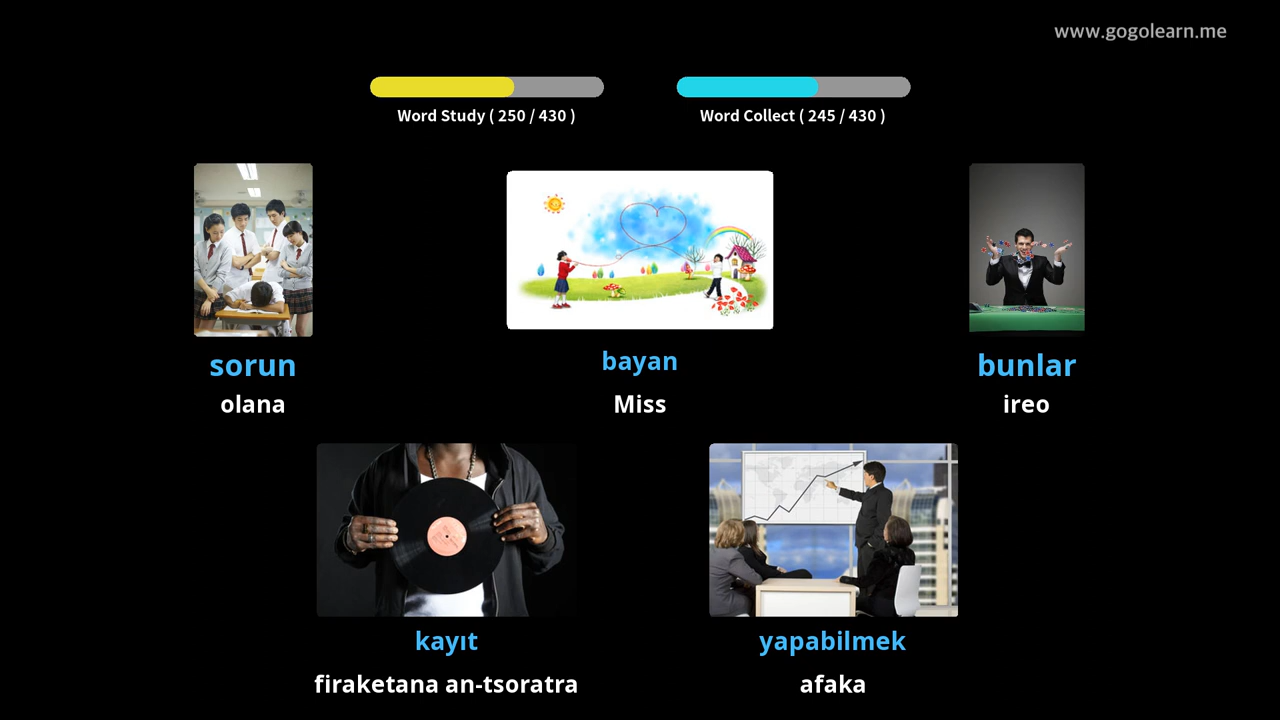 www.gogolearn.me
Word Study ( 250 / 430 )
Word Collect ( 245 / 430 )
sorun
olana
bayan
Miss
bunlar
ireo
kayıt
firaketana an-tsoratra
yapabilmek
afaka